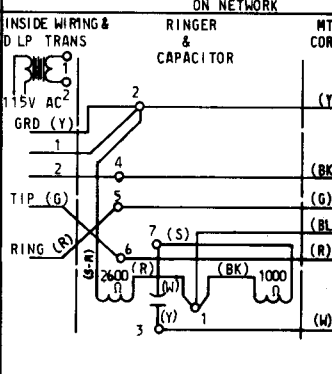 ON NETWORK
INSIDE WIRING & RINGER MT
D LP TRANS & COR
CAPACITOR
1
115V AC 2
2
GRD (Y) (Y
1
2 4 (BK
TIP (G) 5 (G)
7 (S) (BL
RING (R) 6 (R)
(S-R) 2600 Ω (R) (BK) 1000 Ω
(W)
(Y) 1
3 (W)